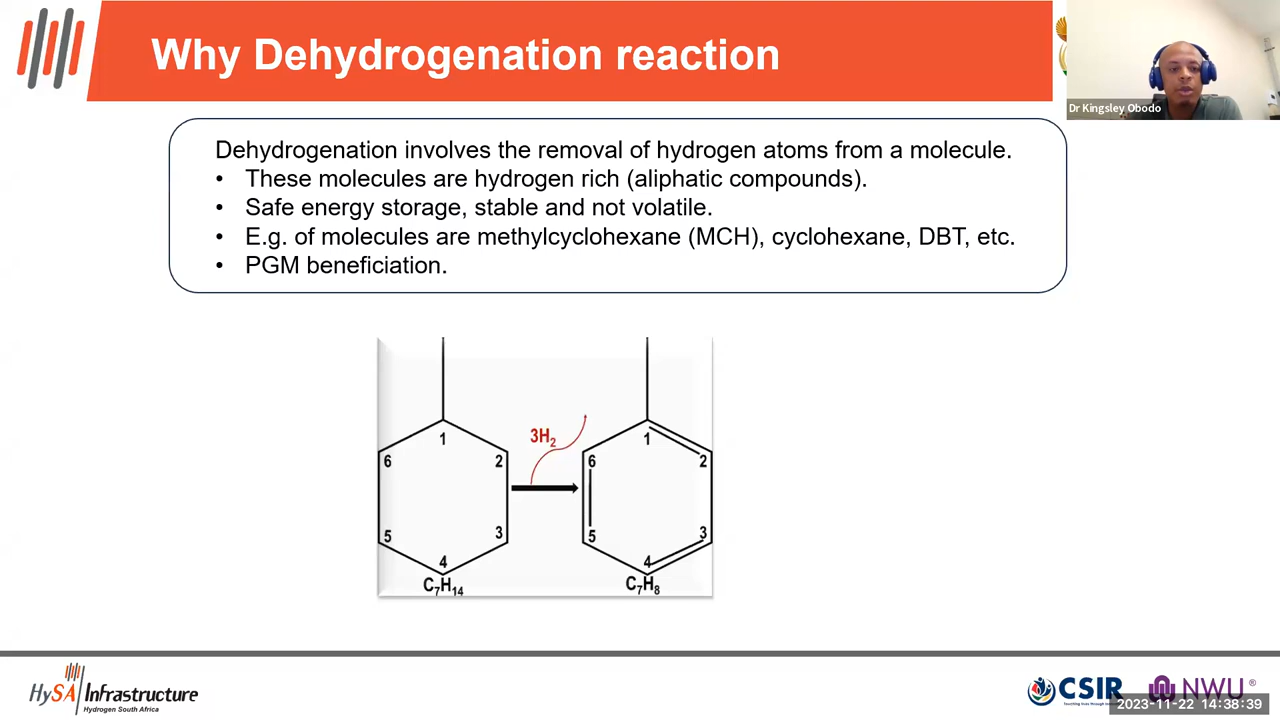 Why Dehydrogenation reaction
Dr Kingsley Obodo
Dehydrogenation involves the removal of hydrogen atoms from a molecule.
• These molecules are hydrogen rich (aliphatic compounds).
• Safe energy storage, stable and not volatile.
• E.g. of molecules are methylcyclohexane (MCH), cyclohexane, DBT, etc.
• PGM beneficiation.
3H₂
1
2
3
4
5
6
C₇H₁₄
1
2
3
4
5
6
C₇H₈
HySA Infrastructure
Hydrogen South Africa
CSIR
NWU®
2023-11-22 14:38:39